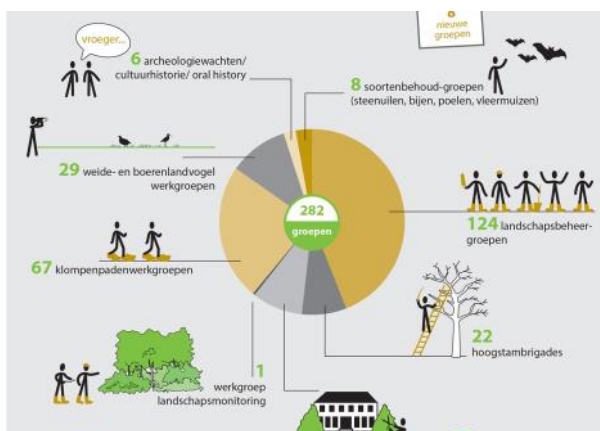 8
nieuwe
groepen
vroeger...
6 archeologiewachten/
cultuurhistorie/ oral history
8 soortenbehoud-groepen
(steenuilen, bijen, poelen, vleermuizen)
29 weide- en boerenlandvogel
werkgroepen
282
groepen
124 landschapsbeheer-
groepen
67 klompenpadenwerkgroepen
22
hoogstambrigades
1
werkgroep
landschapsmonitoring